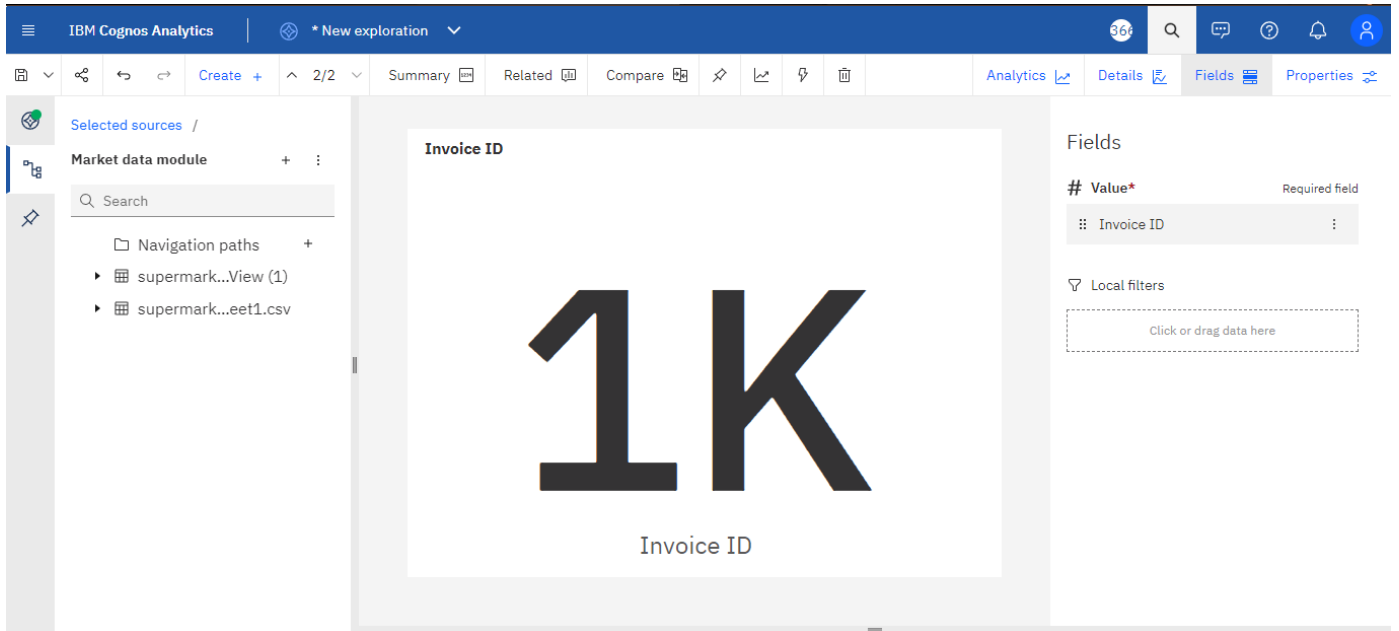 IBM Cognos Analytics
* New exploration
366
Create +
2/2
Summary
Related
Compare
Analytics
Details
Fields
Properties
Selected sources /
Market data module
Search
Navigation paths
supermark...View (1)
supermark...eet1.csv
Invoice ID
1K
Invoice ID
Fields
# Value*
Required field
Invoice ID
Local filters
Click or drag data here